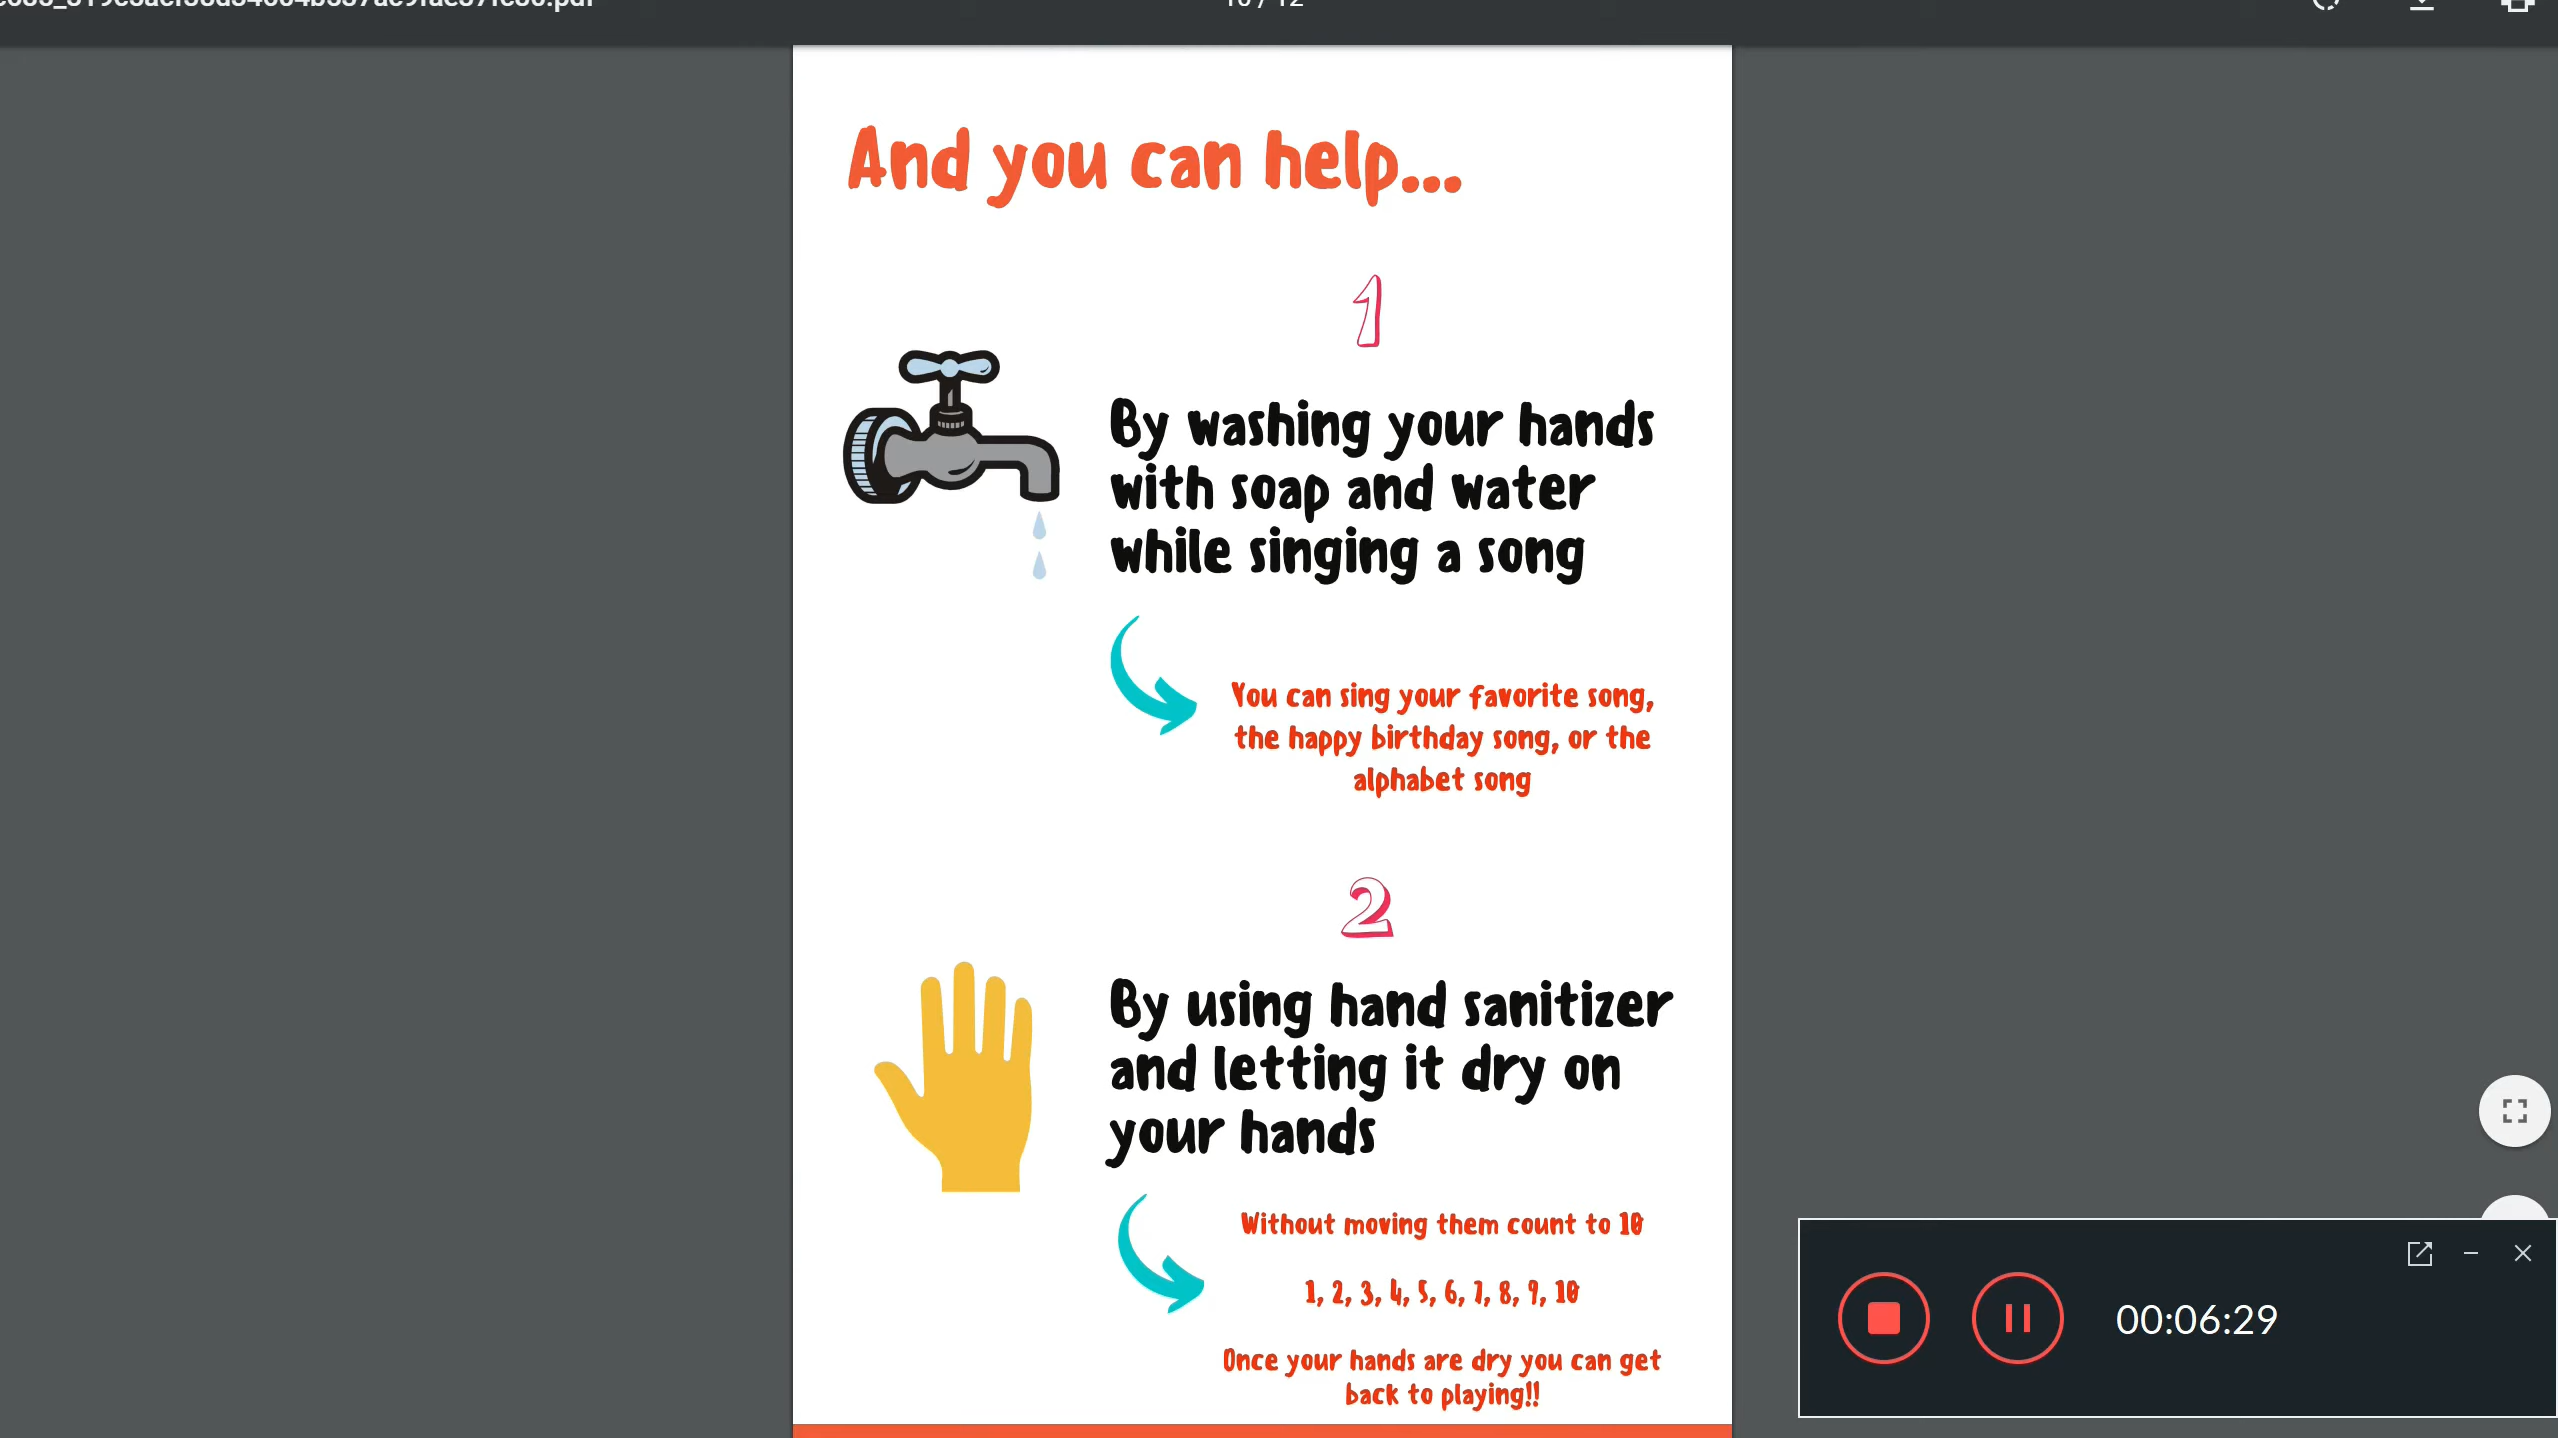 And you can help...
1
By washing your hands
with soap and water
while singing a song
You can sing your favorite song,
the happy birthday song, or the
alphabet song
2
By using hand sanitizer
and letting it dry on
your hands
Without moving them count to 10
1, 2, 3, 4, 5, 6, 7, 8, 9, 10
Once your hands are dry you can get
back to playing!!
00:06:29